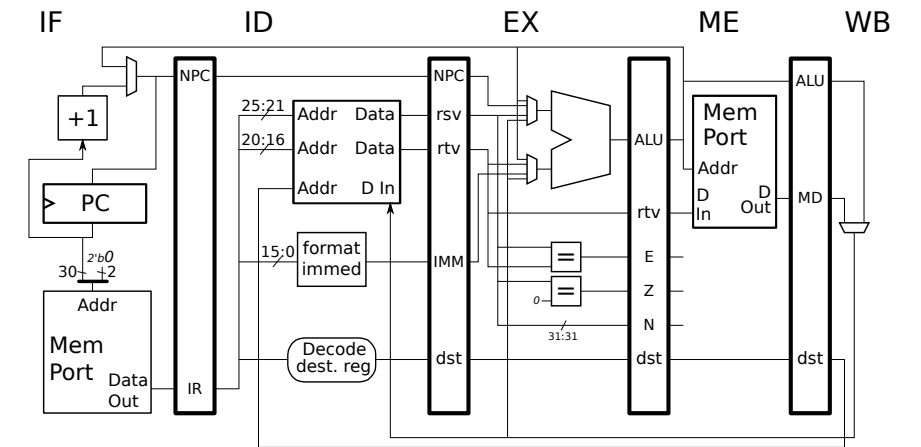 IF ID EX ME WB
NPC NPC ALU
+1
25:21 Addr Data rsv
20:16 Addr Data rtv ALU
Mem
Port
Addr
Addr D In
PC
D
In
D
Out
MD
rtv
15:0 format
immed
IMM
= E
2'b0
30 2
= Z
0
N
31:31
Addr
Mem
Port
Data
Out
IR
Decode
dest. reg
dst dst dst